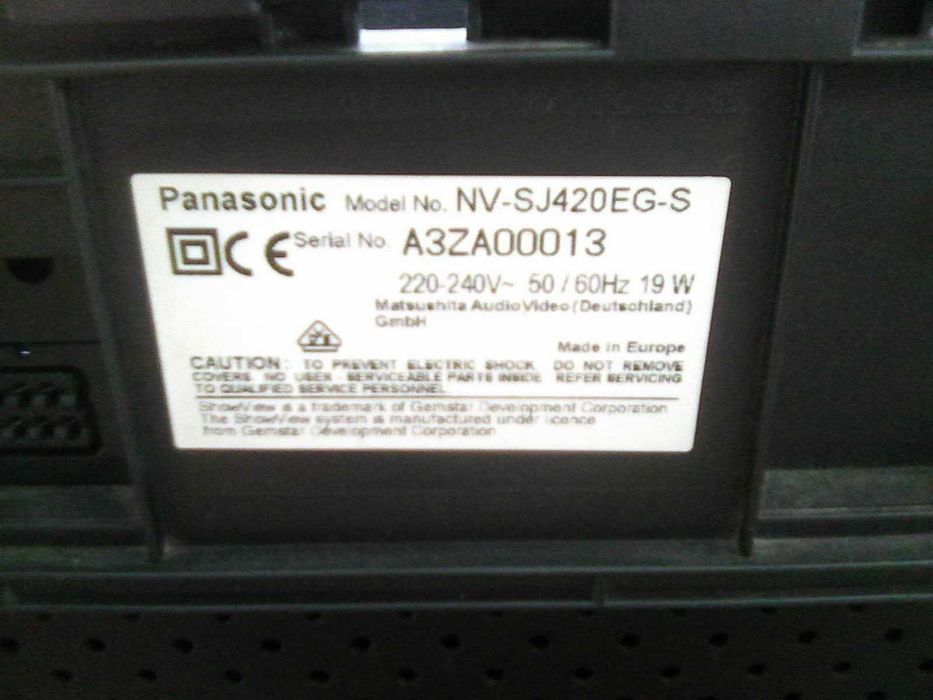 Panasonic Model No. NV-SJ420EG-S
CE Serial No. A3ZA00013
220-240V~ 50 / 60Hz 19 W
Matsushita Audio Video (Deutschland)
GmbH
Made in Europe
CAUTION: TO PREVENT ELECTRIC SHOCK. DO NOT REMOVE
COVERS. NO USER - SERVICEABLE PARTS INSIDE. REFER SERVICING
TO QUALIFIED SERVICE PERSONNEL.
ShowView is a trademark of Gemstar Development Corporation
The ShowView system is manufactured under licence
from Gemstar Development Corporation